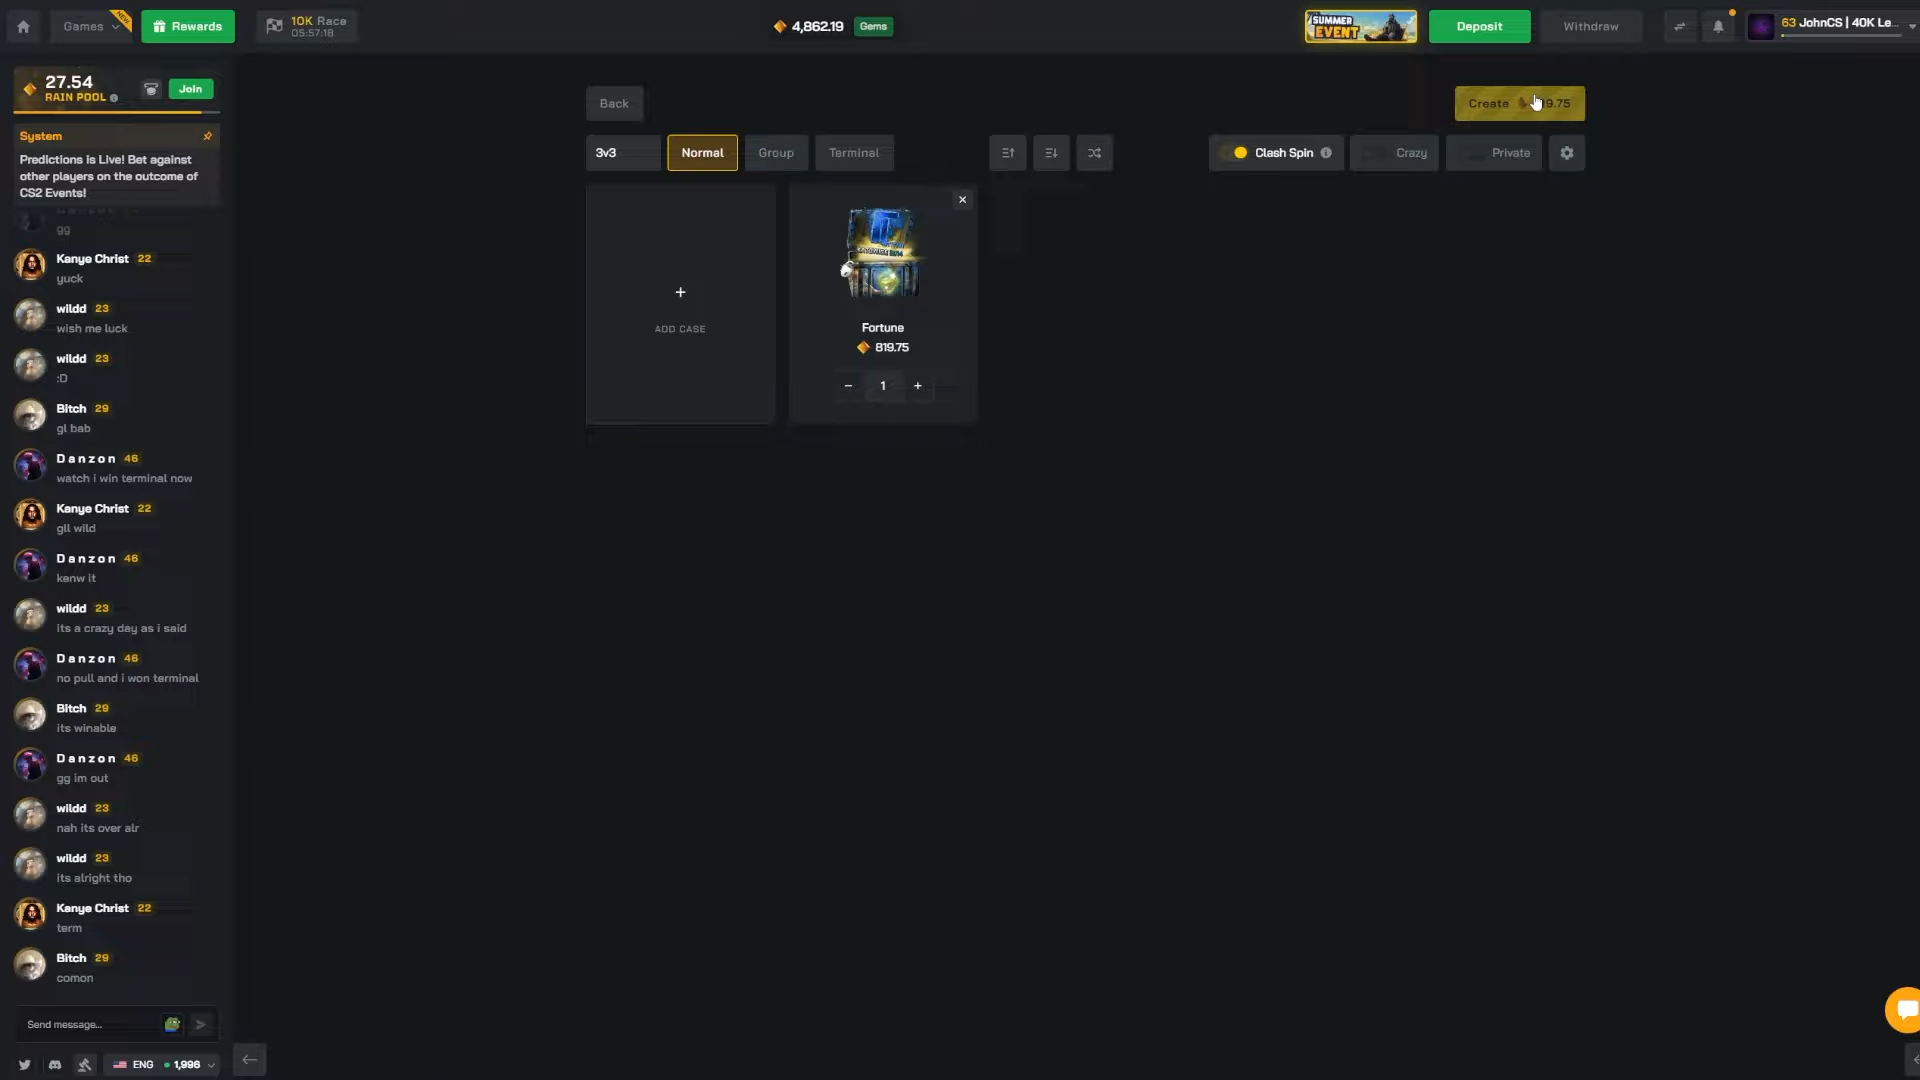 Games
NEW
Rewards
10K Race
05:57:18
4,862.19
Gems
SUMMER
EVENT
Deposit
Withdraw
63 JohnCS | 40K Le...
27.54
RAIN POOL
Join
System
Predictions is Live! Bet against
other players on the outcome of
CS2 Events!
gg
Kanye Christ 22
yuck
wildd 23
wish me luck
wildd 23
:D
Bitch 29
gl bab
Danzon 46
watch i win terminal now
Kanye Christ 22
gll wild
Danzon 46
kenw it
wildd 23
its a crazy day as i said
Danzon 46
no pull and i won terminal
Bitch 29
its winable
Danzon 46
gg im out
wildd 23
nah its over alr
wildd 23
its alright tho
Kanye Christ 22
term
Bitch 29
comon
Send message...
ENG
1,996
Back
Create
3v3
Normal
Group
Terminal
Clash Spin
Crazy
Private
+
ADD CASE
Fortune
819.75
− 1 +